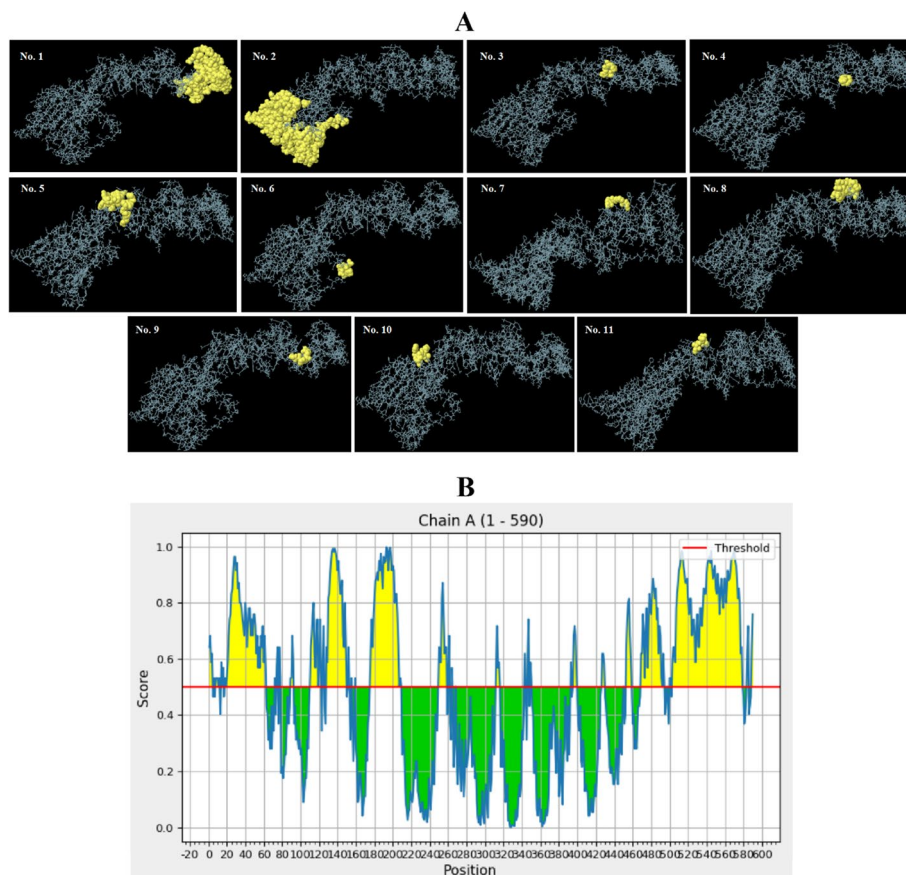 A
No. 1
No. 2
No. 3
No. 4
No. 5
No. 6
No. 7
No. 8
No. 9
No. 10
No. 11
B
Chain A (1 - 590)
Threshold
Score
1.0
0.8
0.6
0.4
0.2
0.0
-20 0 20 40 60 80 100 120 140 160 180 200 220 240 260 280 300 320 340 360 380 400 420 440 460 480 500 520 540 560 580 600
Position